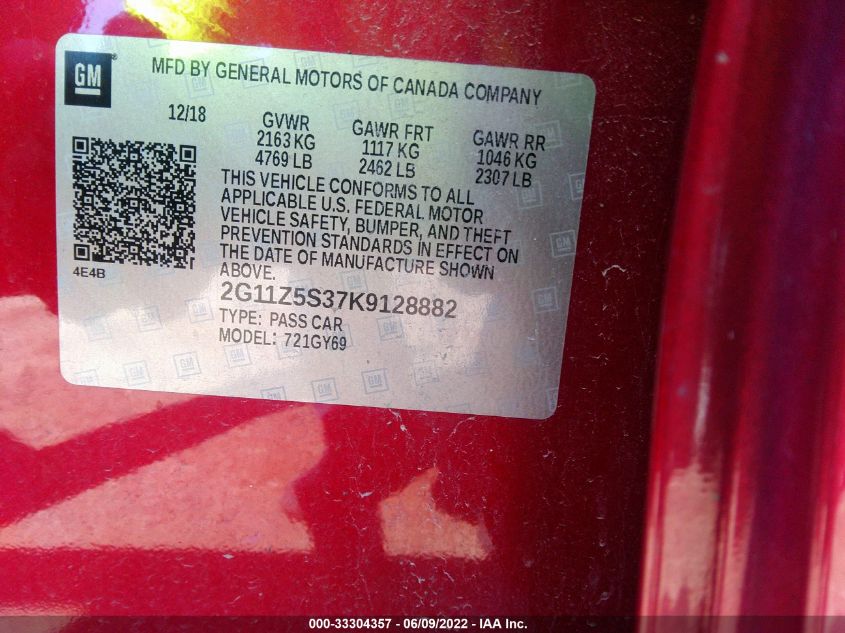 GM
MFD BY GENERAL MOTORS OF CANADA COMPANY
12/18
GVWR
2163 KG
4769 LB
GAWR FRT
1117 KG
2462 LB
GAWR RR
1046 KG
2307 LB
THIS VEHICLE CONFORMS TO ALL
APPLICABLE U.S. FEDERAL MOTOR
VEHICLE SAFETY, BUMPER, AND THEFT
PREVENTION STANDARDS IN EFFECT ON
THE DATE OF MANUFACTURE SHOWN
ABOVE.
4E4B
2G11Z5S37K9128882
TYPE: PASS CAR
MODEL: 721GY69
000-33304357 - 06/09/2022 - IAA Inc.